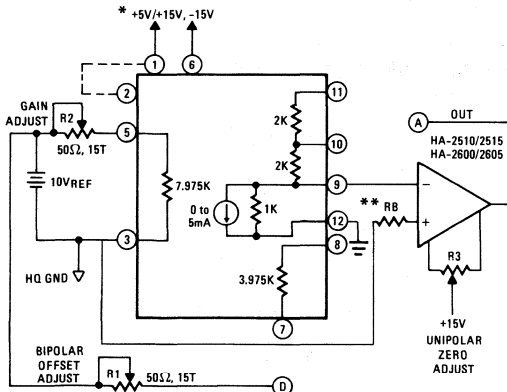 * +5V/+15V, -15V
1
6
2
11
GAIN
ADJUST
R2
5
50Ω, 15T
2K
10
2K
A
OUT
HA-2510/2515
HA-2600/2605
10VREF
7.975K
9
0 to
5mA
1K
** RB
−
+
12
3
8
HQ GND
3.975K
R3
7
+15V
UNIPOLAR
ZERO
ADJUST
BIPOLAR
OFFSET
ADJUST
R1
50Ω, 15T
D